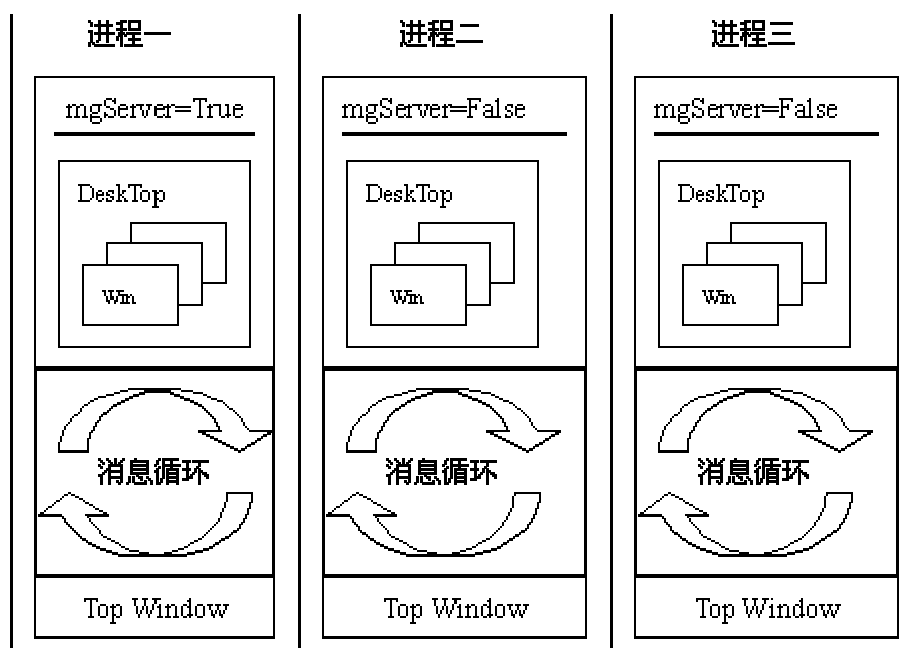 进程一
mgServer=True
DeskTop
Win
消息循环
Top Window
进程二
mgServer=False
DeskTop
Win
消息循环
Top Window
进程三
mgServer=False
DeskTop
Win
消息循环
Top Window